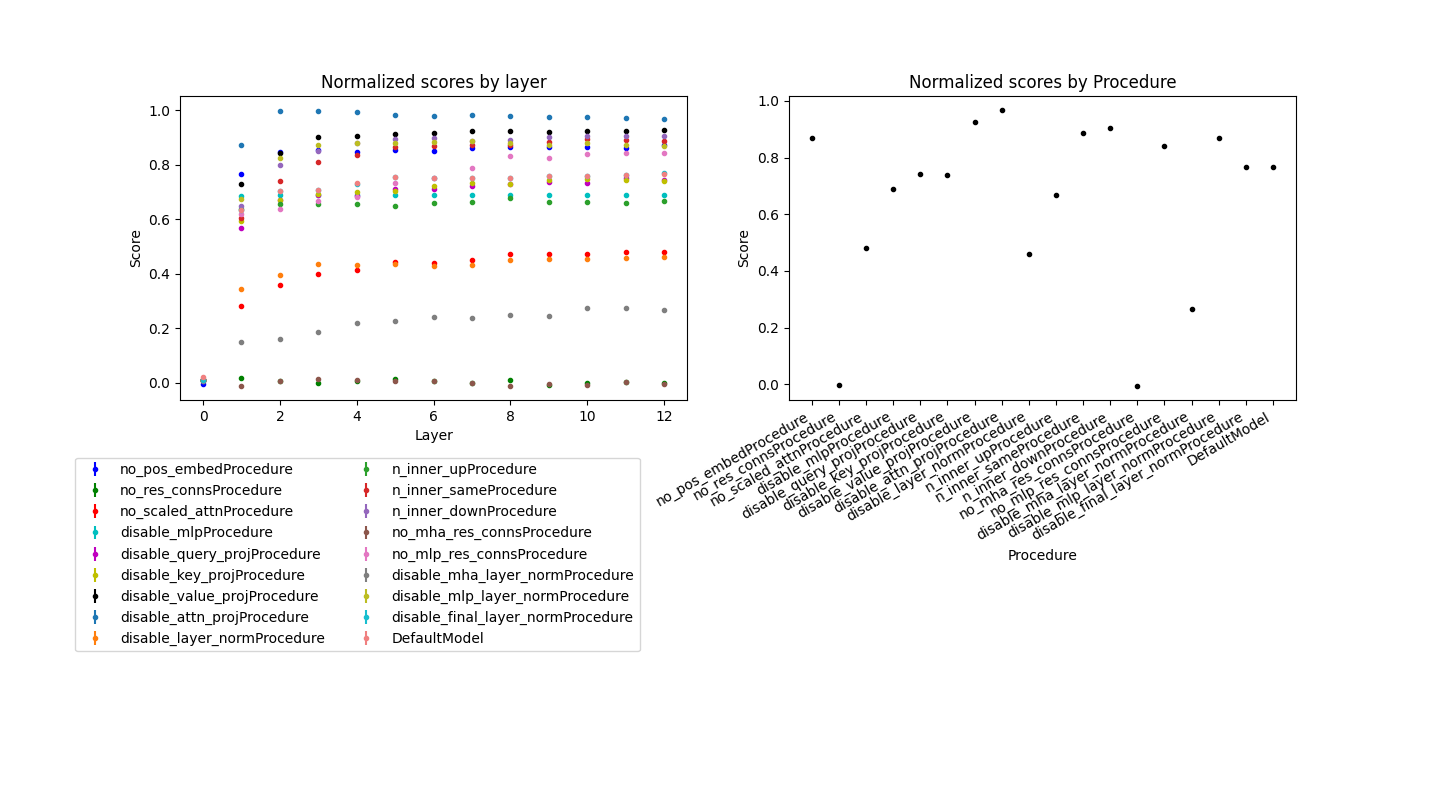 Normalized scores by layer
Score
1.0
0.8
0.6
0.4
0.2
0.0
0 2 4 6 8 10 12
Layer
no_pos_embedProcedure
no_res_connsProcedure
no_scaled_attnProcedure
disable_mlpProcedure
disable_query_projProcedure
disable_key_projProcedure
disable_value_projProcedure
disable_attn_projProcedure
disable_layer_normProcedure
n_inner_upProcedure
n_inner_sameProcedure
n_inner_downProcedure
no_mha_res_connsProcedure
no_mlp_res_connsProcedure
disable_mha_layer_normProcedure
disable_mlp_layer_normProcedure
disable_final_layer_normProcedure
DefaultModel
Normalized scores by Procedure
Score
1.0
0.8
0.6
0.4
0.2
0.0
no_pos_embedProcedure
no_res_connsProcedure
no_scaled_attnProcedure
disable_mlpProcedure
disable_query_projProcedure
disable_key_projProcedure
disable_value_projProcedure
disable_attn_projProcedure
disable_layer_normProcedure
n_inner_upProcedure
n_inner_sameProcedure
n_inner_downProcedure
no_mha_res_connsProcedure
no_mlp_res_connsProcedure
disable_mha_layer_normProcedure
disable_mlp_layer_normProcedure
disable_final_layer_normProcedure
DefaultModel
Procedure